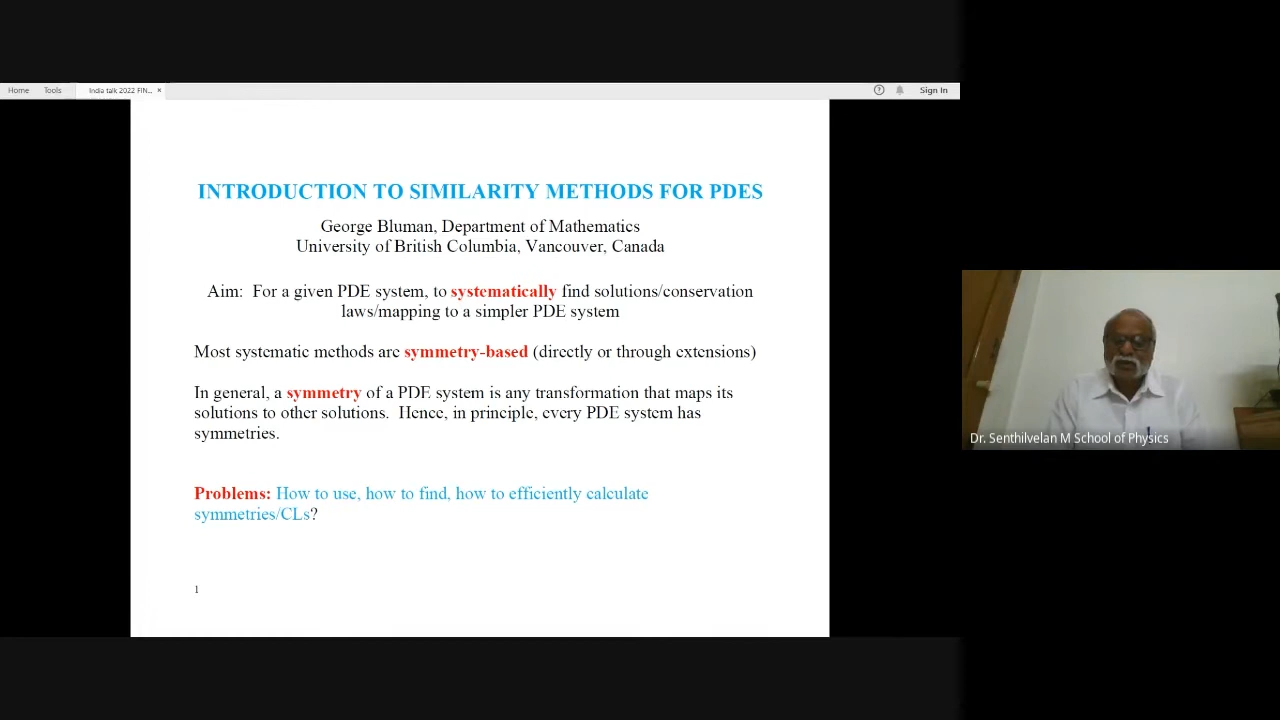 Home Tools India talk 2022 FIN... × Sign In
INTRODUCTION TO SIMILARITY METHODS FOR PDES
George Bluman, Department of Mathematics
University of British Columbia, Vancouver, Canada
Aim: For a given PDE system, to systematically find solutions/conservation
laws/mapping to a simpler PDE system
Most systematic methods are symmetry-based (directly or through extensions)
In general, a symmetry of a PDE system is any transformation that maps its
solutions to other solutions. Hence, in principle, every PDE system has
symmetries.
Problems: How to use, how to find, how to efficiently calculate
symmetries/CLs?
1
Dr. Senthilvelan M School of Physics